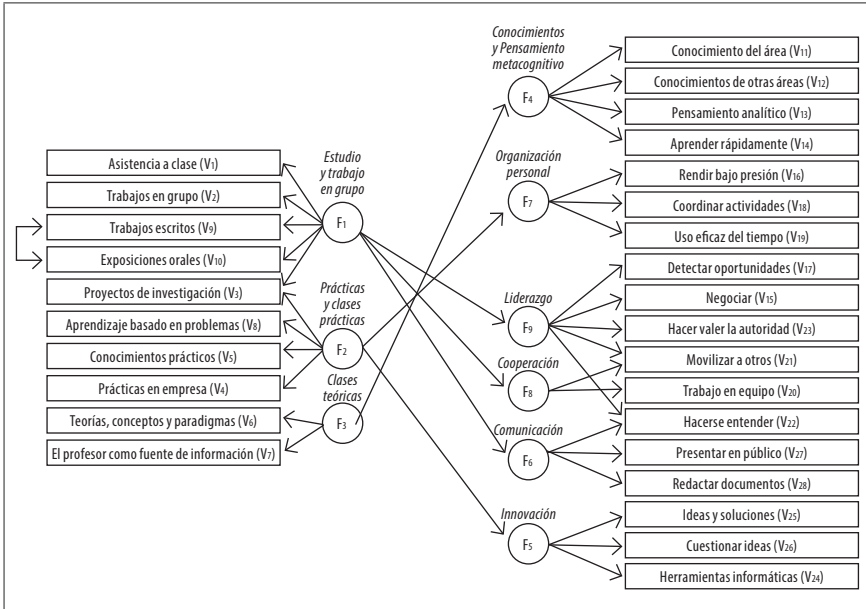 Asistencia a clase (V1)
Trabajos en grupo (V2)
Trabajos escritos (V9)
Exposiciones orales (V10)
Proyectos de investigación (V3)
Aprendizaje basado en problemas (V8)
Conocimientos prácticos (V5)
Prácticas en empresa (V4)
Teorías, conceptos y paradigmas (V6)
El profesor como fuente de información (V7)
Estudio
y trabajo
en grupo
F1
Prácticas
y clases
prácticas
F2
Clases
teóricas
F3
Conocimientos
y Pensamiento
metacognitivo
F4
Organización
personal
F7
Liderazgo
F9
Cooperación
F8
Comunicación
F6
Innovación
F5
Conocimiento del área (V11)
Conocimientos de otras áreas (V12)
Pensamiento analítico (V13)
Aprender rápidamente (V14)
Rendir bajo presión (V16)
Coordinar actividades (V18)
Uso eficaz del tiempo (V19)
Detectar oportunidades (V17)
Negociar (V15)
Hacer valer la autoridad (V23)
Movilizar a otros (V21)
Trabajo en equipo (V20)
Hacerse entender (V22)
Presentar en público (V27)
Redactar documentos (V28)
Ideas y soluciones (V25)
Cuestionar ideas (V26)
Herramientas informáticas (V24)